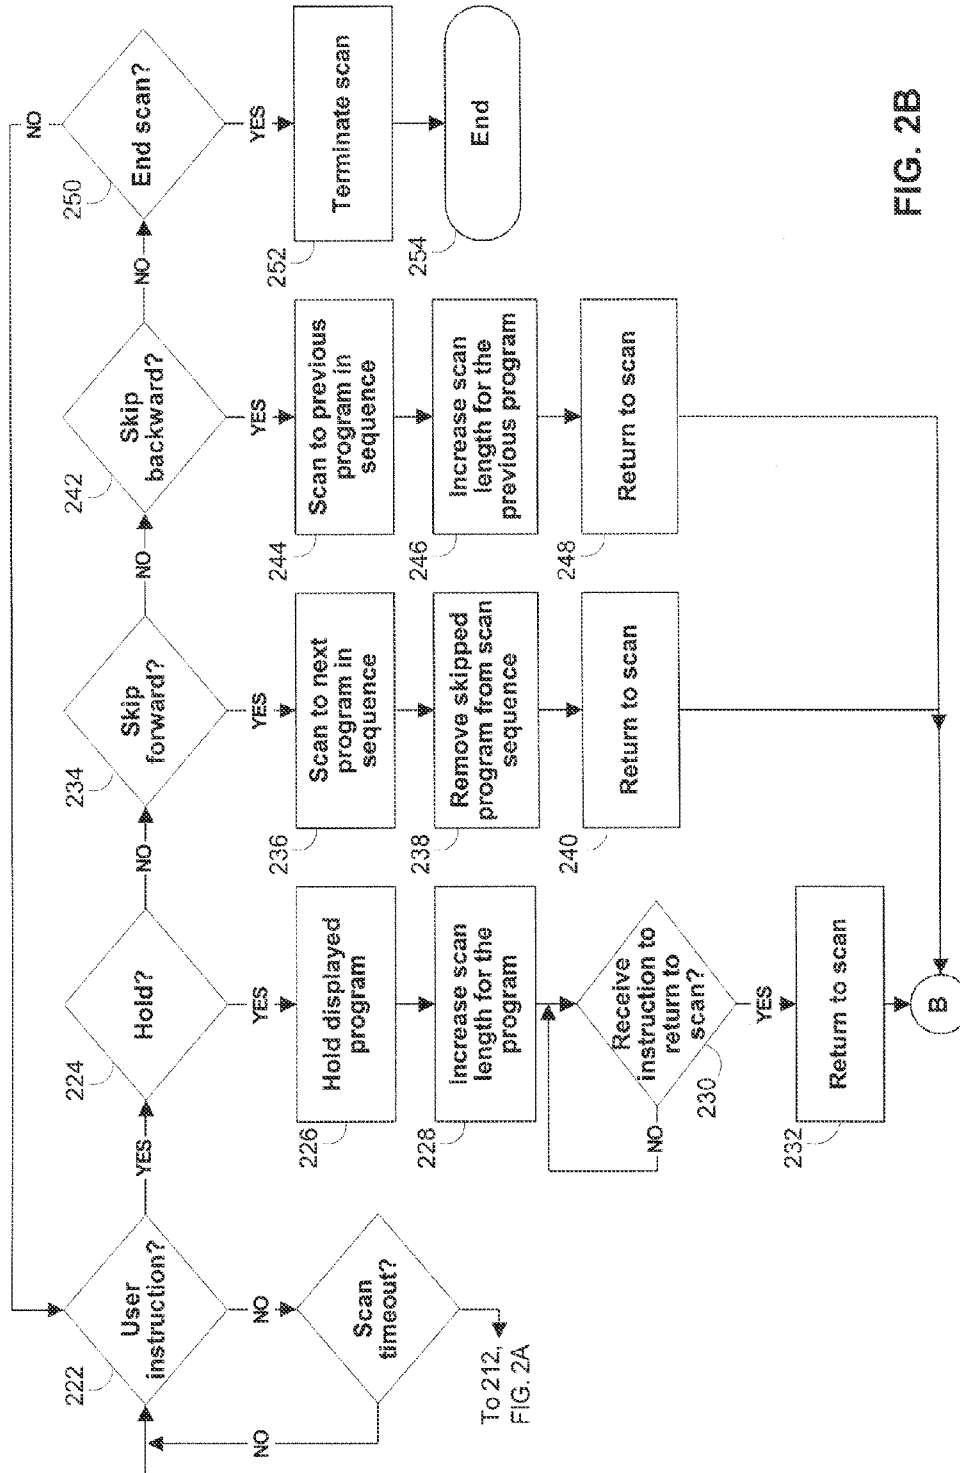 222
User
instruction?
YES
NO
Scan
timeout?
NO
To 212,
FIG. 2A
224
Hold?
NO
YES
226
Hold displayed
program
228
Increase scan
length for the
program
Receive
instruction to
return to
scan?
230
NO
YES
232
Return to scan
B
234
Skip
forward?
NO
YES
236
Scan to next
program in
sequence
238
Remove skipped
program from scan
sequence
240
Return to scan
242
Skip
backward?
NO
YES
244
Scan to previous
program in
sequence
246
Increase scan
length for the
previous program
248
Return to scan
250
End scan?
NO
YES
252
Terminate scan
254
End
FIG. 2B